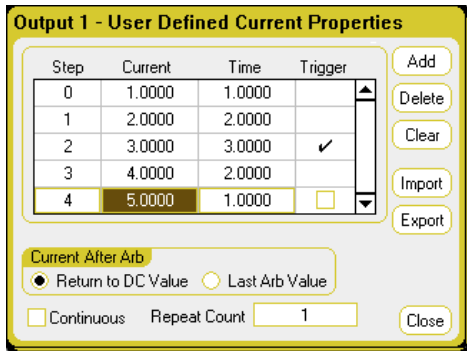 Output 1 - User Defined Current Properties
Step Current Time Trigger
0 1.0000 1.0000
1 2.0000 2.0000
2 3.0000 3.0000 ✓
3 4.0000 2.0000
4 5.0000 1.0000
Add
Delete
Clear
Import
Export
Current After Arb
Return to DC Value Last Arb Value
Continuous Repeat Count 1
Close